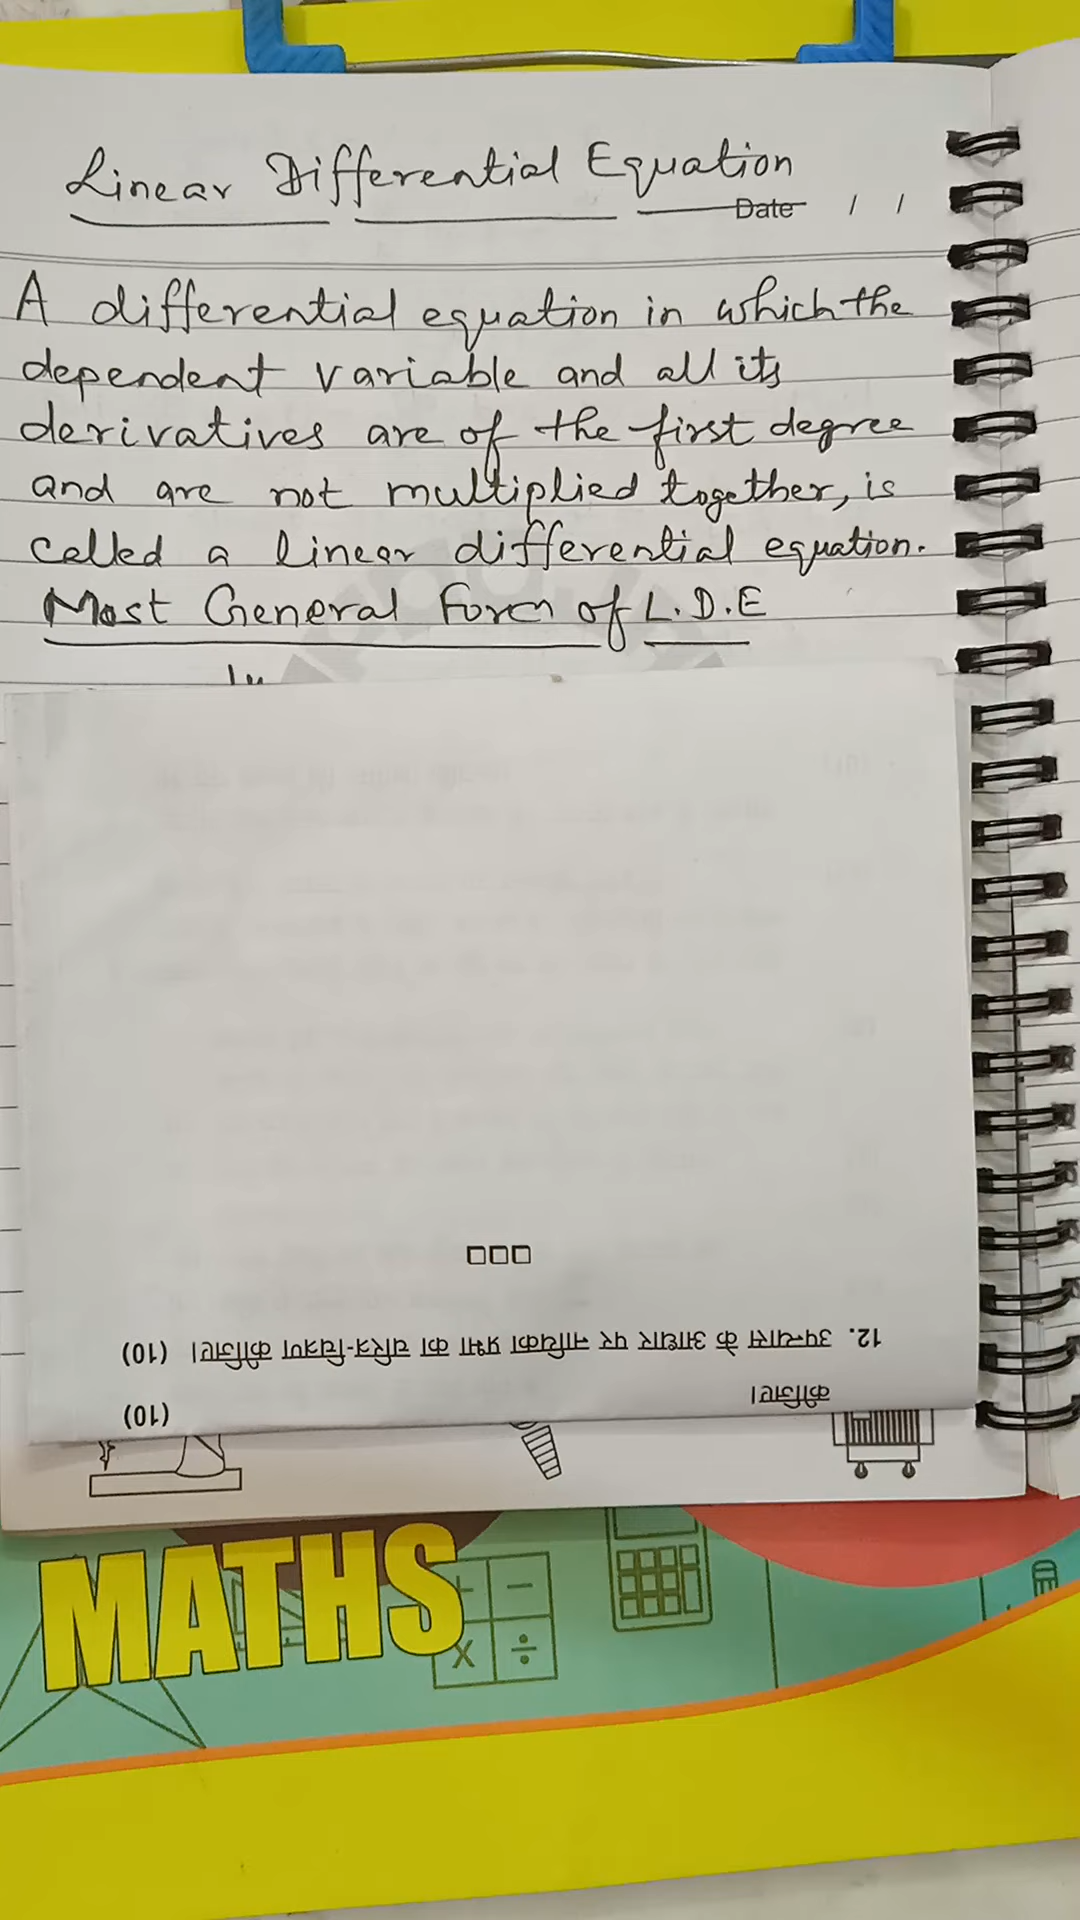 Linear Differential Equation
Date / /
A differential equation in which the
dependent variable and all its
derivatives are of the first degree
and are not multiplied together, is
called a linear differential equation.
Most General Form of L.D.E
कीजिए। (10)
12. उपन्यास के आधार पर नायिका प्रभा का चरित्र-चित्रण कीजिए। (10)
MATHS